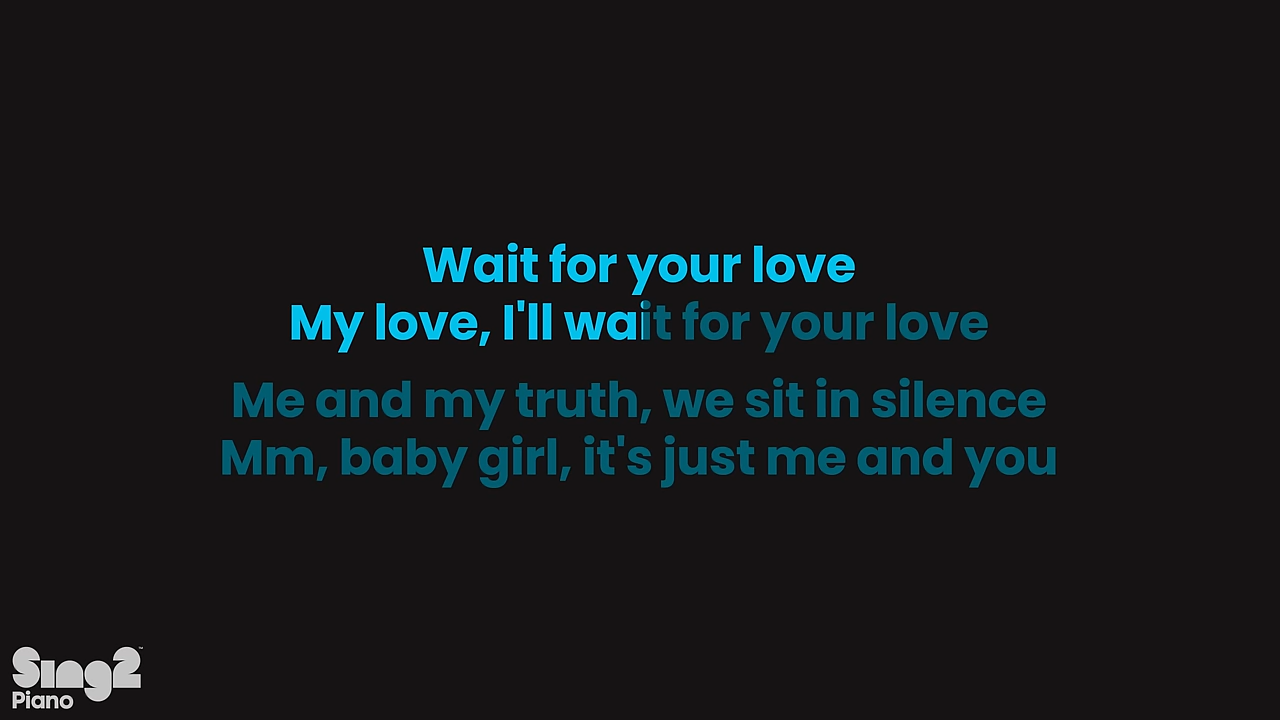 Wait for your love
My love, I'll wait for your love
Me and my truth, we sit in silence
Mm, baby girl, it's just me and you
Sing2™
Piano